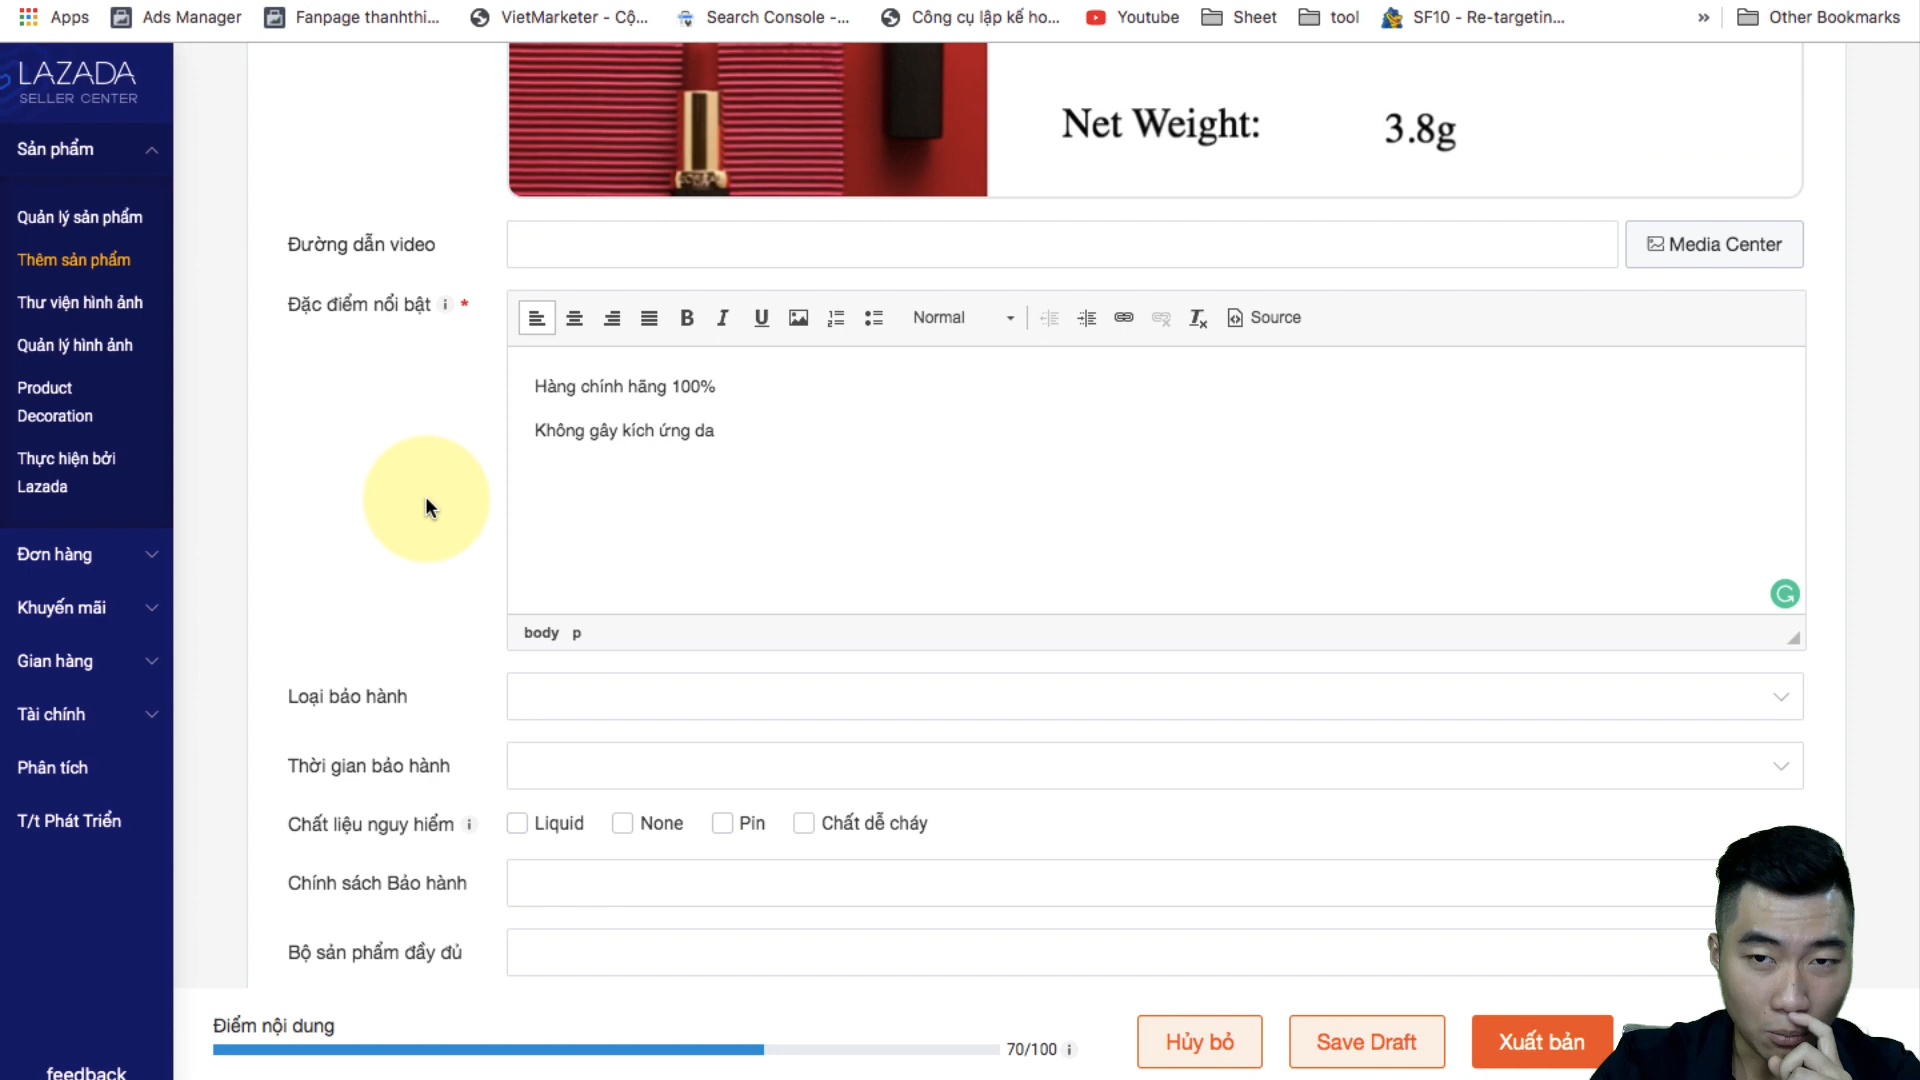 Apps Ads Manager Fanpage thanhthi... VietMarketer - Cộ... Search Console -... Công cụ lập kế ho... Youtube Sheet tool SF10 - Re-targetin... » Other Bookmarks
LAZADA
SELLER CENTER
Sản phẩm
Quản lý sản phẩm
Thêm sản phẩm
Thư viện hình ảnh
Quản lý hình ảnh
Product
Decoration
Thực hiện bởi
Lazada
Đơn hàng
Khuyến mãi
Gian hàng
Tài chính
Phân tích
T/t Phát Triển
feedback
Net Weight: 3.8g
Đường dẫn video
Media Center
Đặc điểm nổi bật i *
B I U Normal Source
Hàng chính hãng 100%
Không gây kích ứng da
body p
Loại bảo hành
Thời gian bảo hành
Chất liệu nguy hiểm i Liquid None Pin Chất dễ cháy
Chính sách Bảo hành
Bộ sản phẩm đầy đủ
Điểm nội dung
70/100 i
Hủy bỏ
Save Draft
Xuất bản